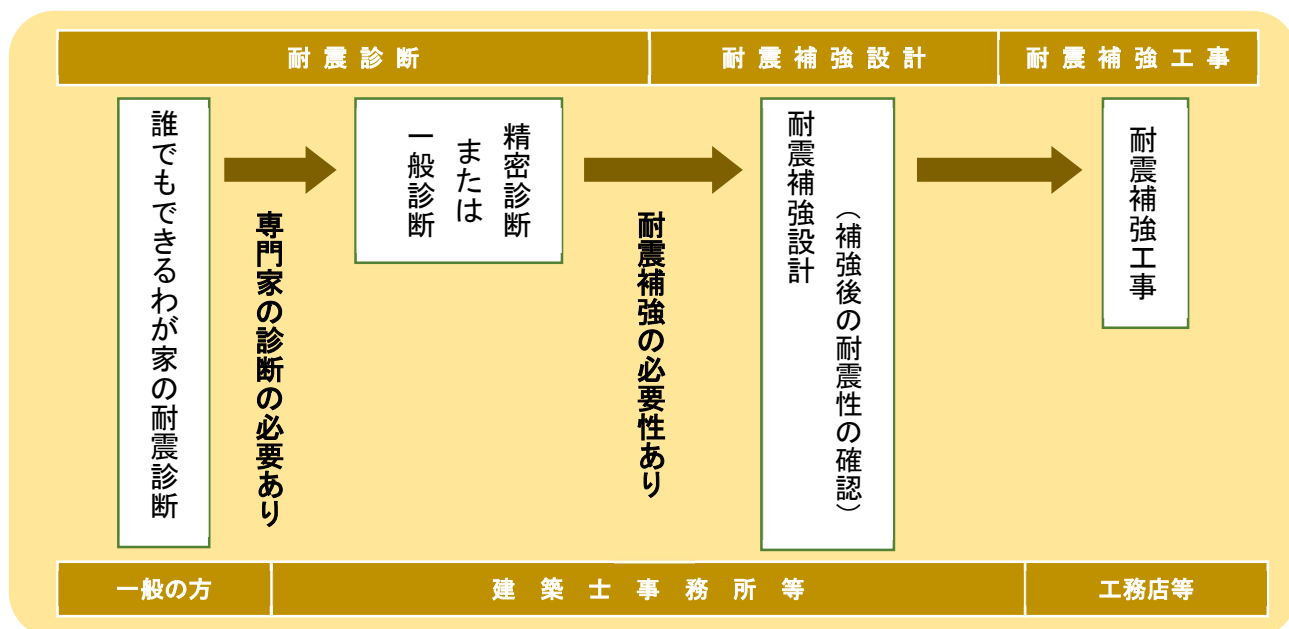 耐震診断
耐震補強設計
耐震補強工事
誰でもできるわが家の耐震診断
専門家の診断の必要あり
精密診断
または
一般診断
耐震補強の必要性あり
耐震補強設計
（補強後の耐震性の確認）
耐震補強工事
一般の方
建築士事務所等
工務店等